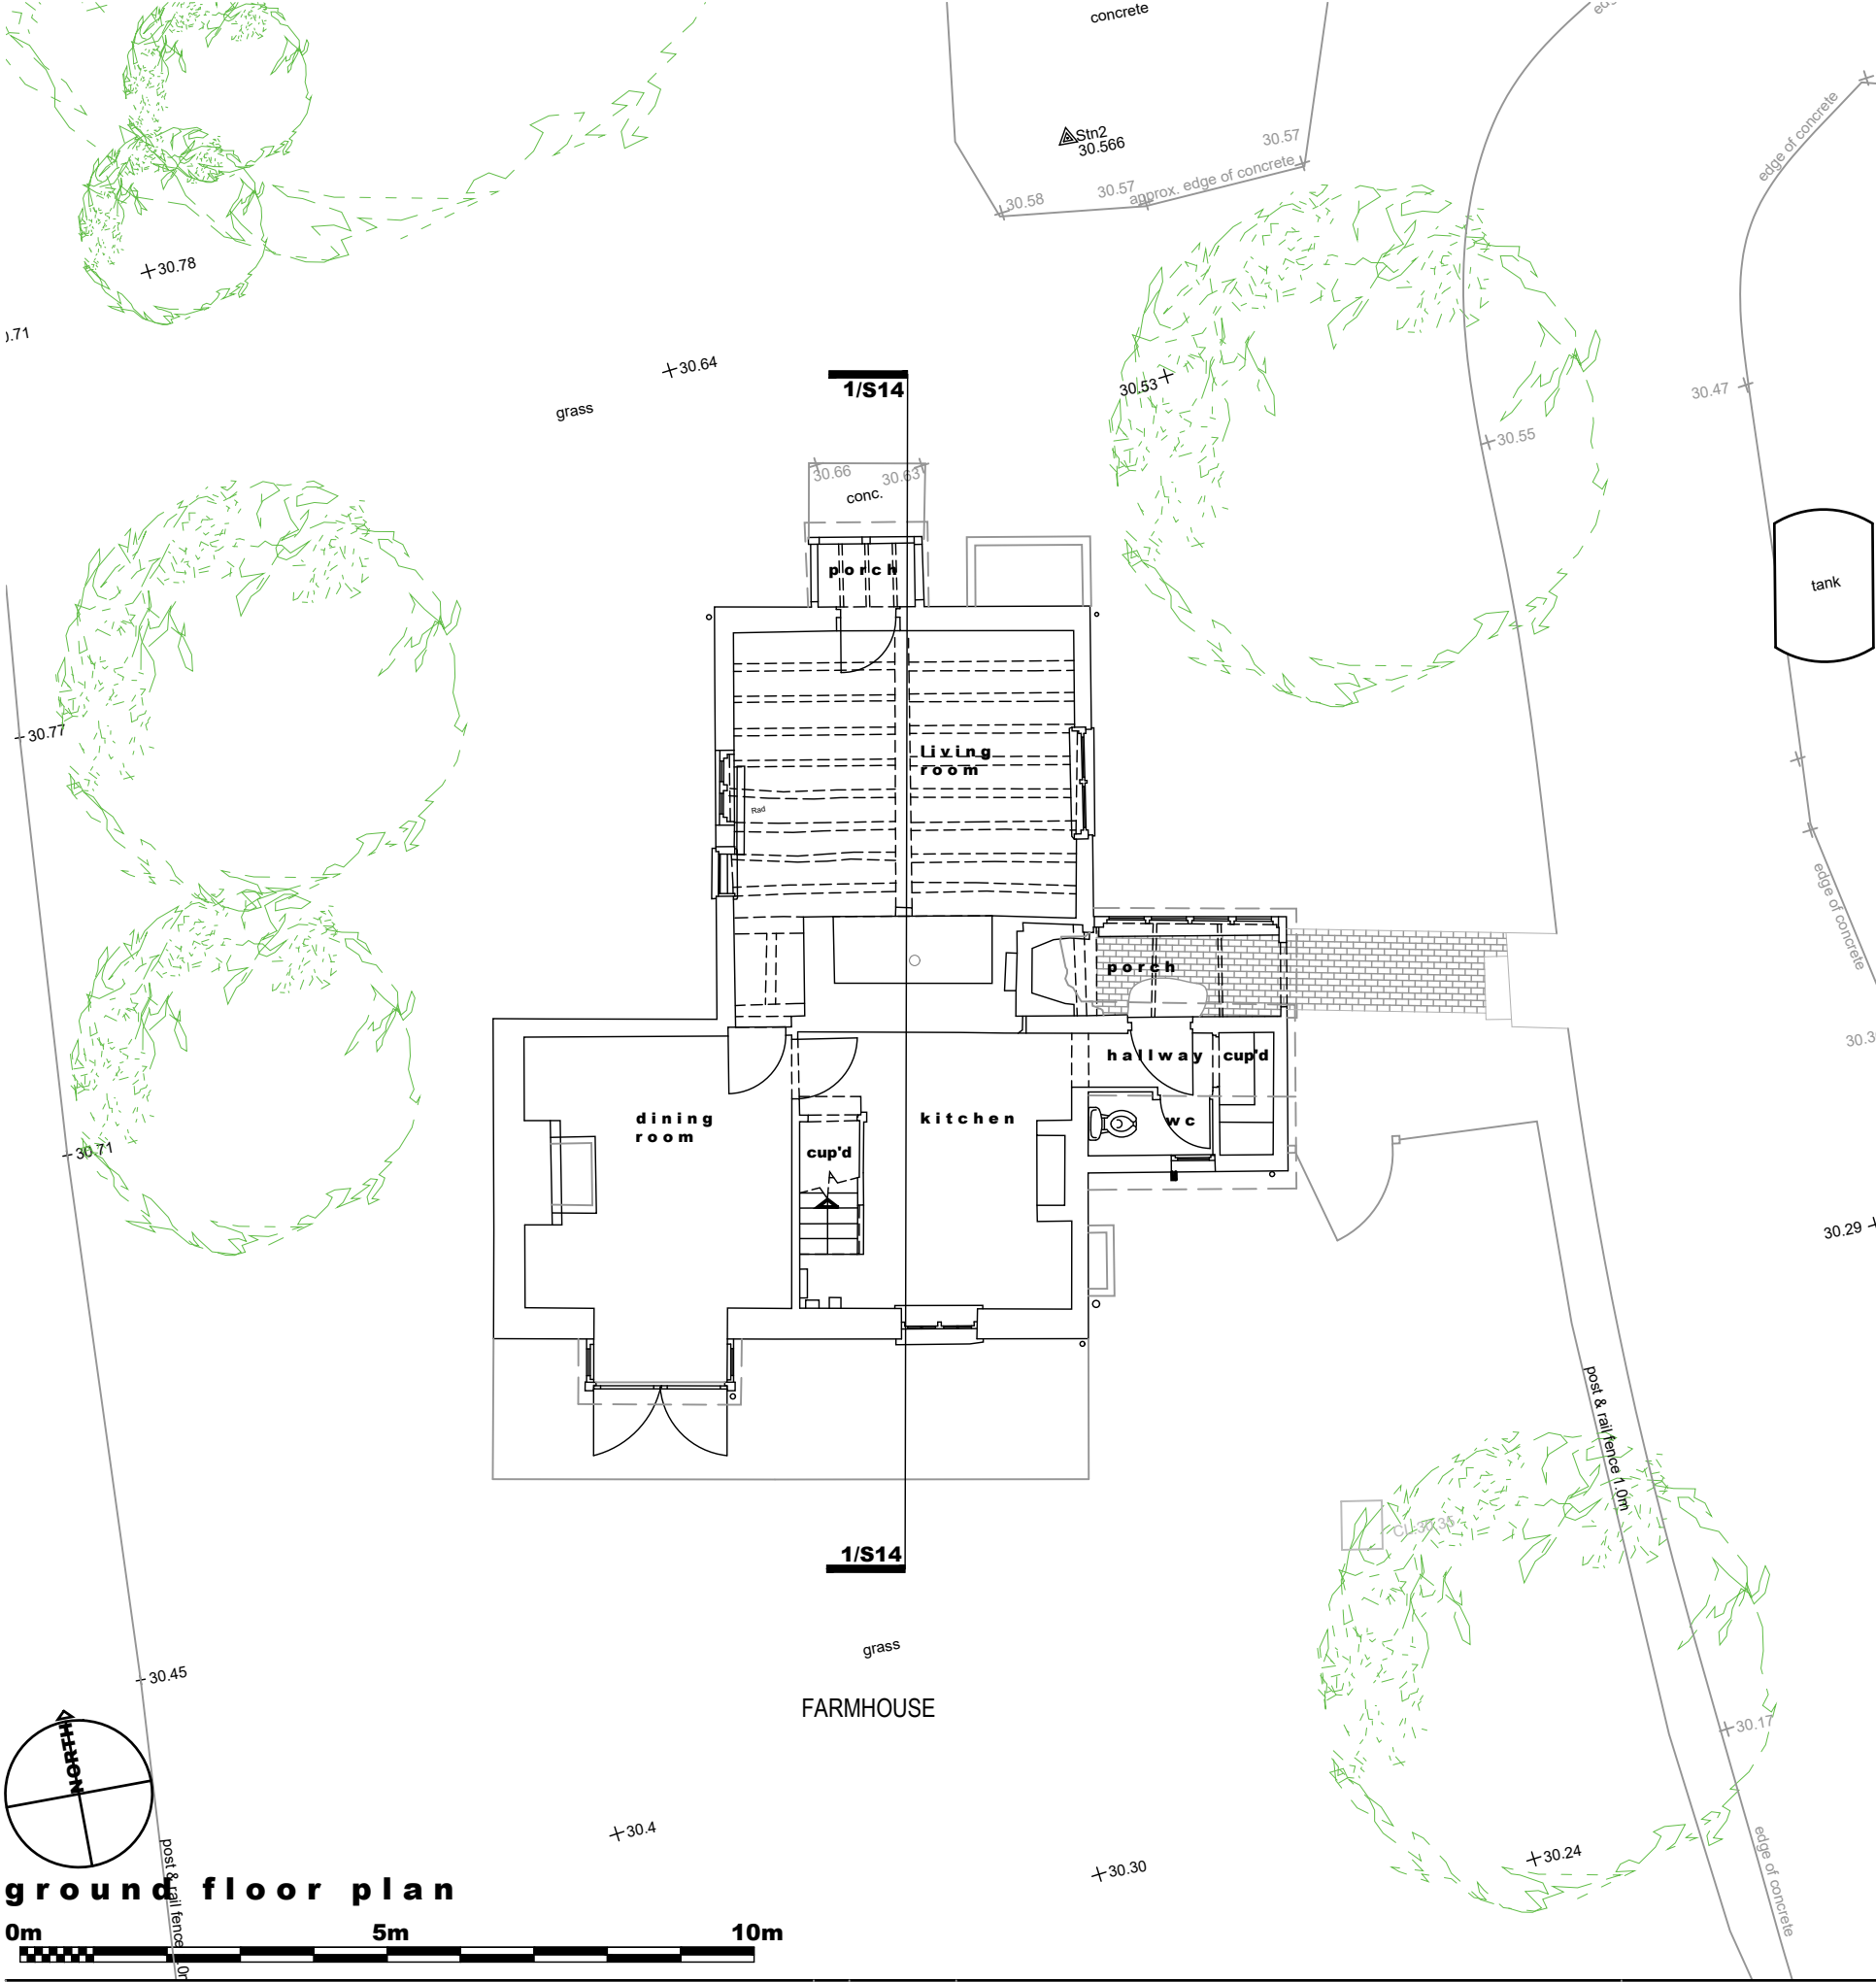 concrete
Stn2
30.566
30.57
30.57
approx. edge of concrete
30.58
edge of concrete
30.78
30.64
grass
1/S14
30.53
30.47
30.55
30.66
30.63
conc.
porch
tank
living
room
Rad
30.77
edge of concrete
porch
hallway
cup'd
dining
room
kitchen
wc
cup'd
30.71
30.29
post & rail fence 1.0m
CL 30.35
1/S14
grass
30.45
FARMHOUSE
NORTH
30.17
30.4
30.30
30.24
edge of concrete
post & rail fence
ground floor plan
0m 5m 10m